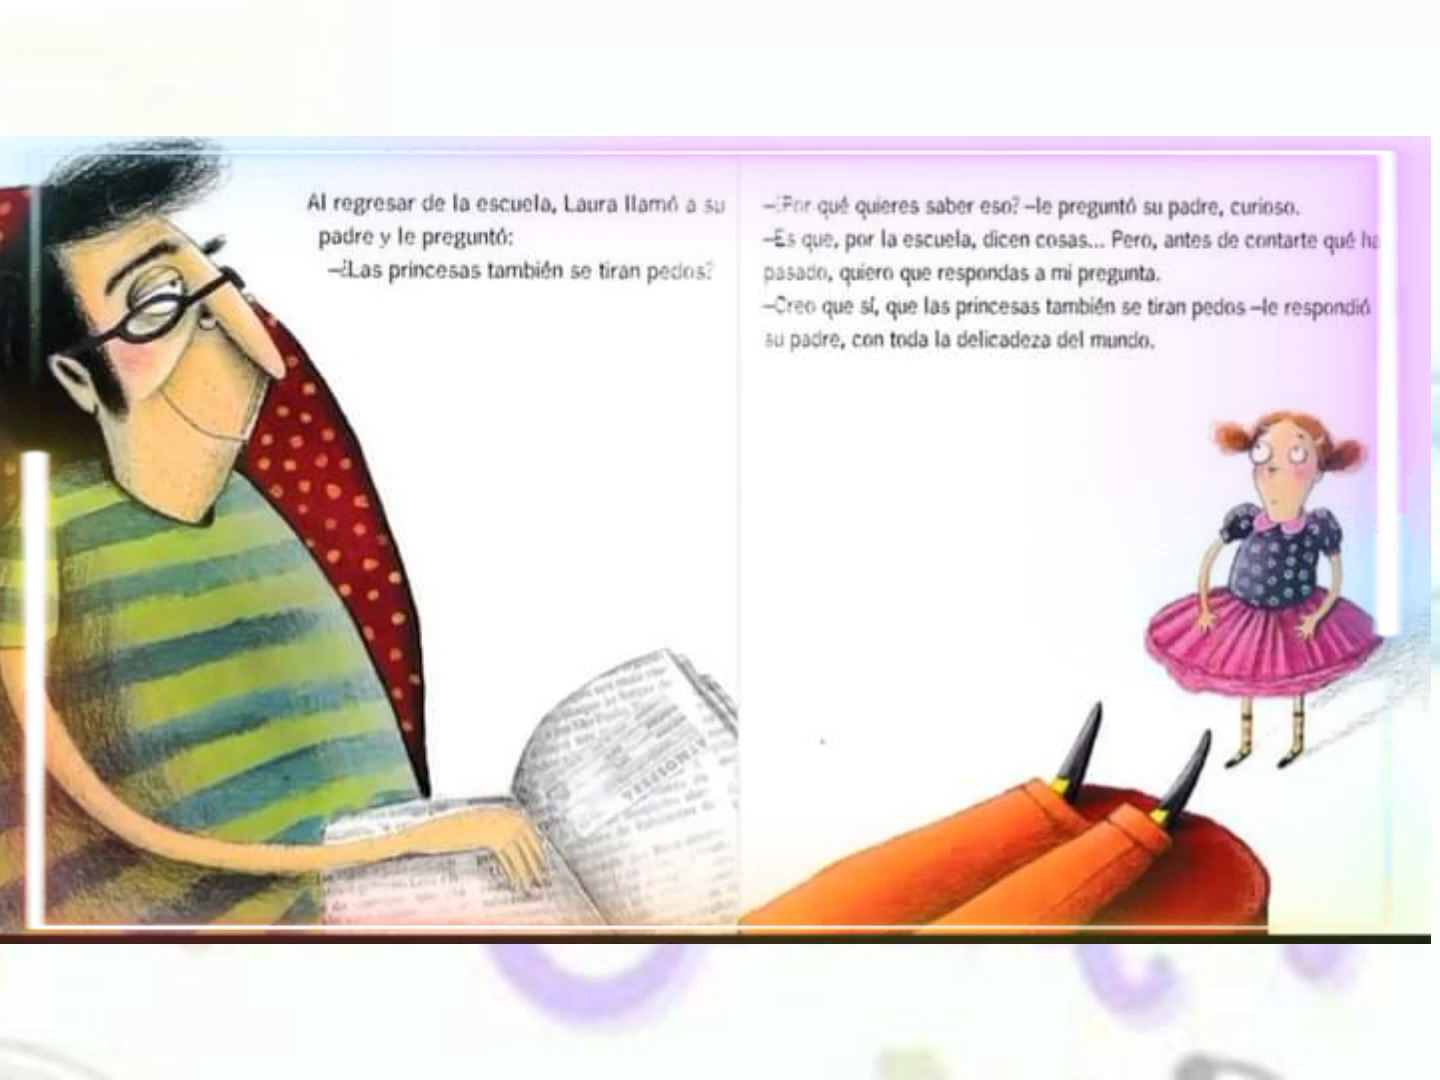 Al regresar de la escuela, Laura llamó a su
padre y le preguntó:
–¿Las princesas también se tiran pedos?
–¿Por qué quieres saber eso? –le preguntó su padre, curioso.
–Es que, por la escuela, dicen cosas... Pero, antes de contarte qué ha
pasado, quiero que respondas a mi pregunta.
–Creo que sí, que las princesas también se tiran pedos –le respondió
su padre, con toda la delicadeza del mundo.